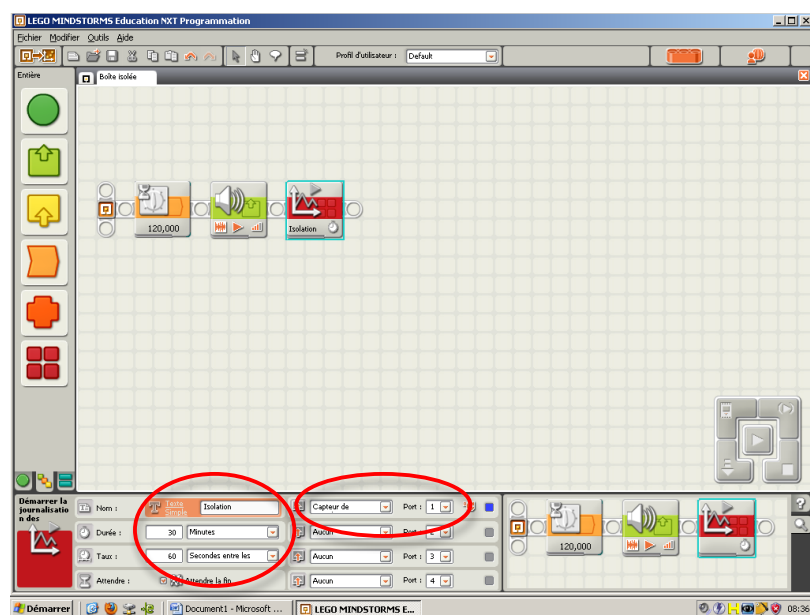 LEGO MINDSTORMS Education NXT Programmation
Fichier Modifier Outils Aide
Profil d'utilisateur : Default
Entière
Boîte isolée
120,000
Isolation
Démarrer la journalisatio n des
Nom : Texte Simple Isolation
Capteur de Port : 1
Durée : 30 Minutes
Aucun Port : 2
Taux : 60 Secondes entre les
Aucun Port : 3
Attendre : Attendre la fin
Aucun Port : 4
120,000
?
Démarrer Document1 - Microsoft ... LEGO MINDSTORMS E... 08:36